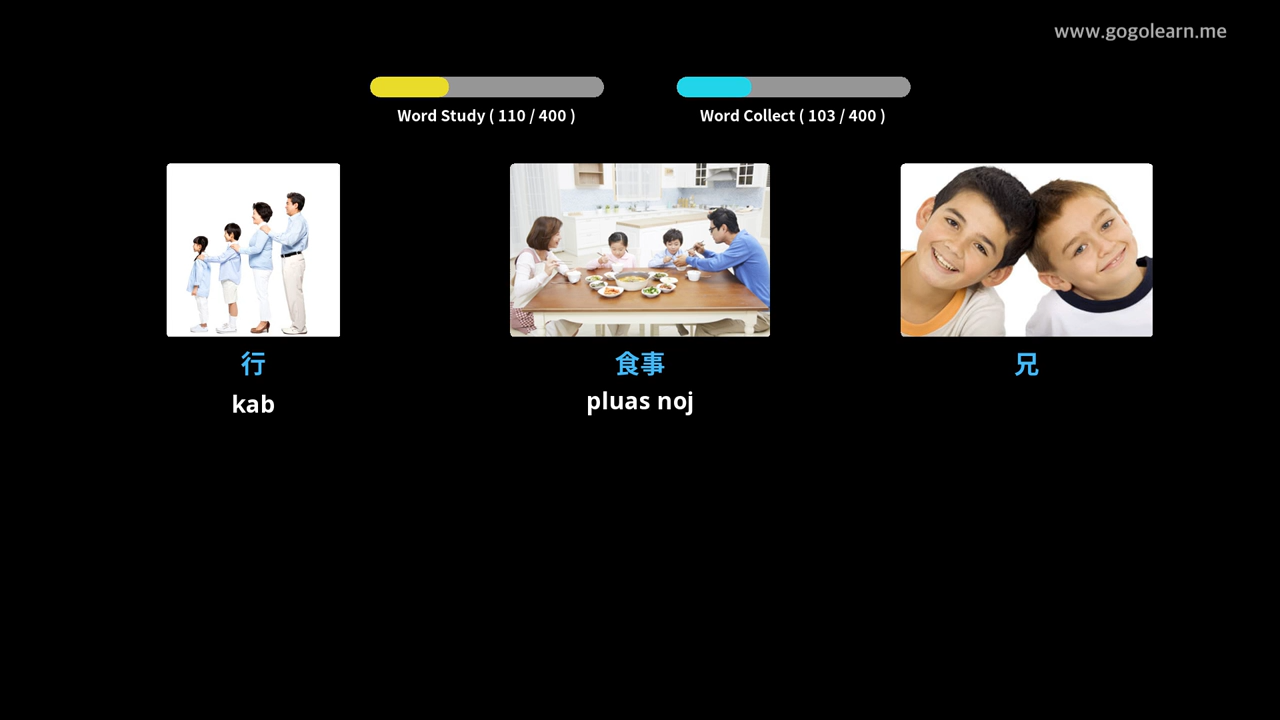 www.gogolearn.me
Word Study ( 110 / 400 )
Word Collect ( 103 / 400 )
行
食事
兄
kab
pluas noj